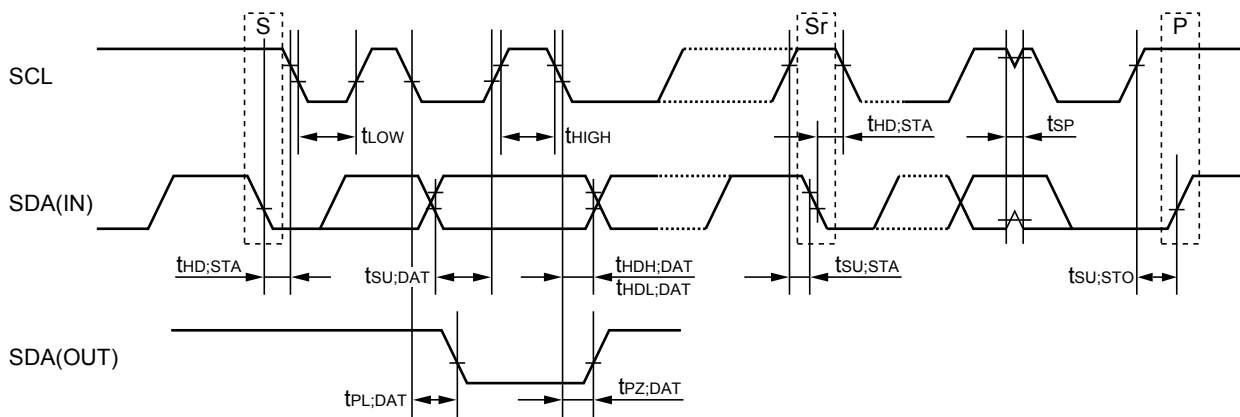 S
Sr
P
SCL
tLOW
tHIGH
tHD;STA
tSP
SDA(IN)
tHD;STA
tSU;DAT
tHDH;DAT
tHDL;DAT
tSU;STA
tSU;STO
SDA(OUT)
tPL;DAT
tPZ;DAT